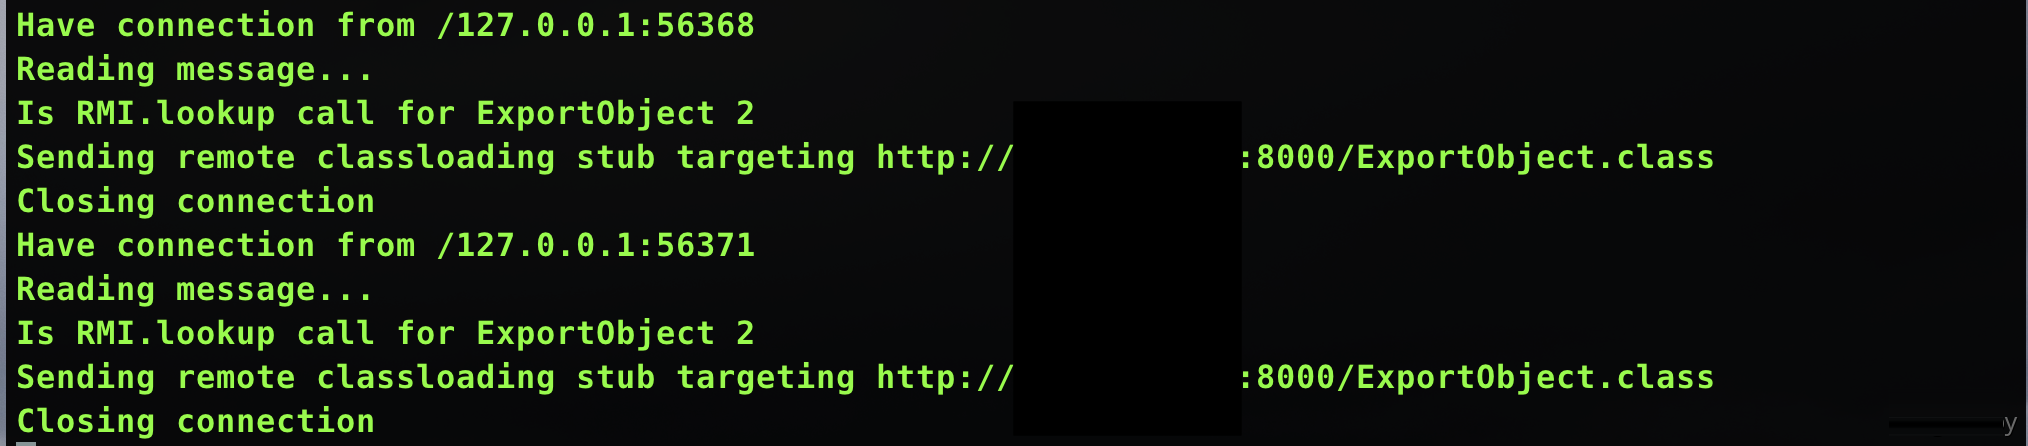 Have connection from /127.0.0.1:56368
Reading message...
Is RMI.lookup call for ExportObject 2
Sending remote classloading stub targeting http:// :8000/ExportObject.class
Closing connection
Have connection from /127.0.0.1:56371
Reading message...
Is RMI.lookup call for ExportObject 2
Sending remote classloading stub targeting http:// :8000/ExportObject.class
Closing connection